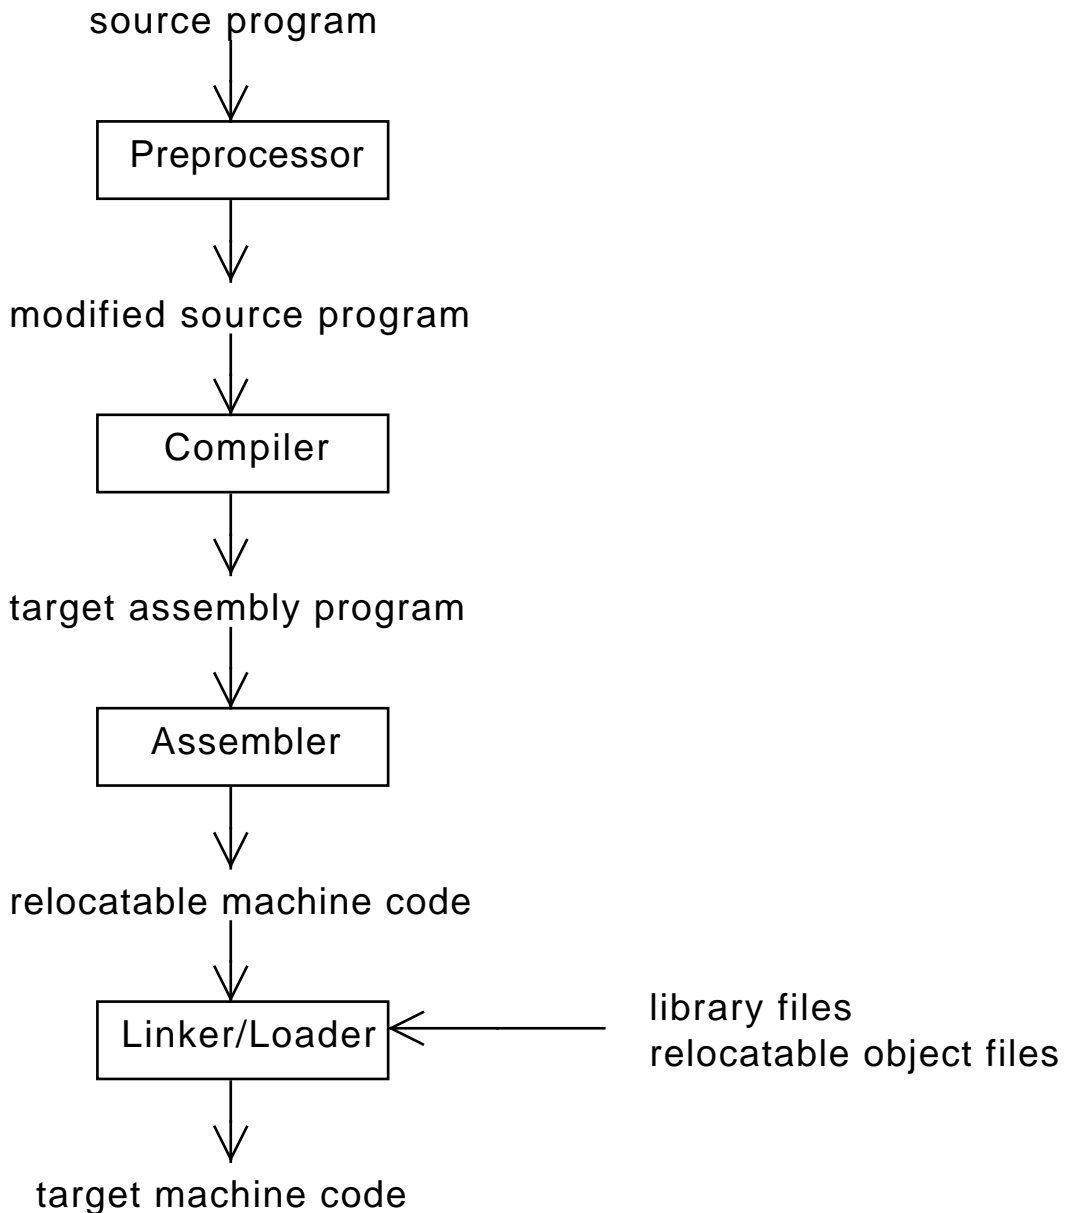 source program
Preprocessor
modified source program
Compiler
target assembly program
Assembler
relocatable machine code
Linker/Loader
library files
relocatable object files
target machine code